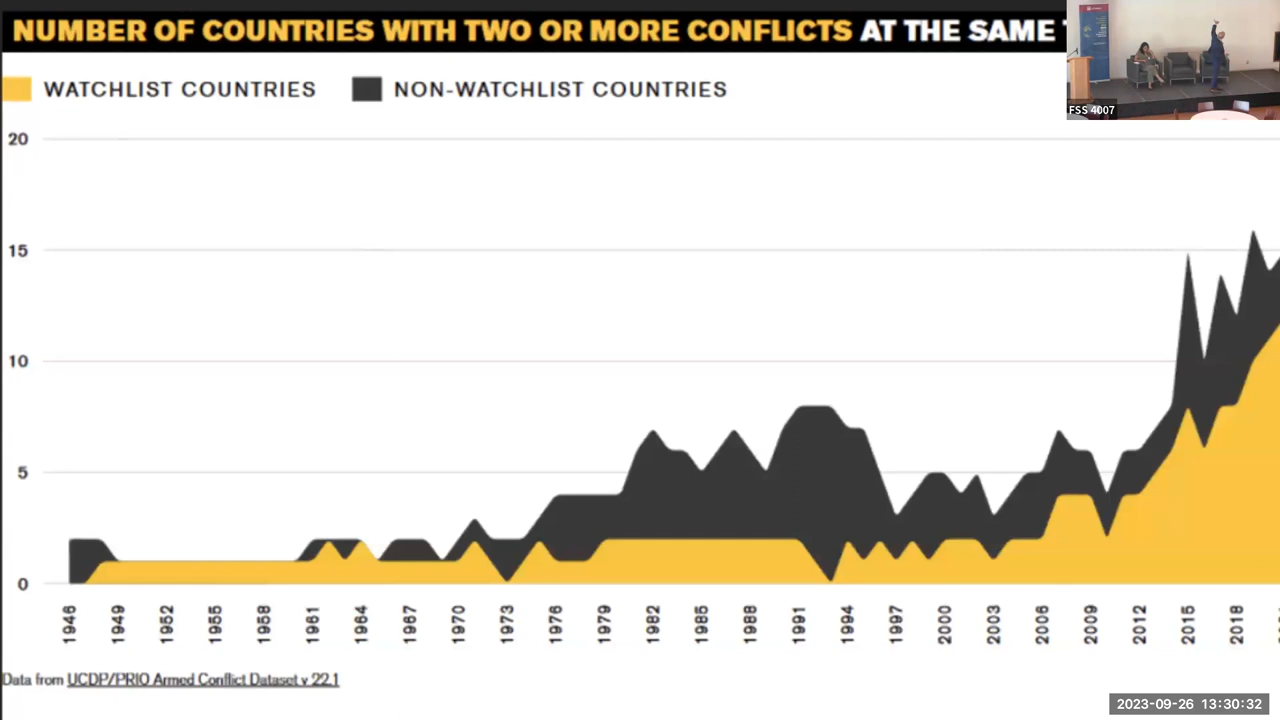 NUMBER OF COUNTRIES WITH TWO OR MORE CONFLICTS AT THE SAME
WATCHLIST COUNTRIES
NON-WATCHLIST COUNTRIES
FSS 4007
20
15
10
5
0
1946 1949 1952 1955 1958 1961 1964 1967 1970 1973 1976 1979 1982 1985 1988 1991 1994 1997 2000 2003 2006 2009 2012 2015 2018
Data from UCDP/PRIO Armed Conflict Dataset v 22.1
2023-09-26 13:30:32